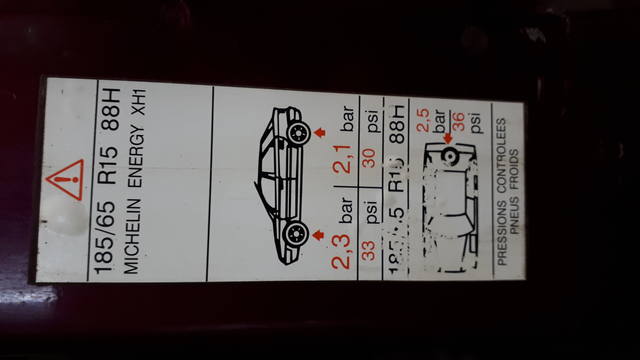 185/65 R15 88H
MICHELIN ENERGY XH1
2,3 bar 2,1 bar
33 psi 30 psi
R15 88H
2,5
bar
36
psi
PRESSIONS CONTROLEES
PNEUS FROIDS